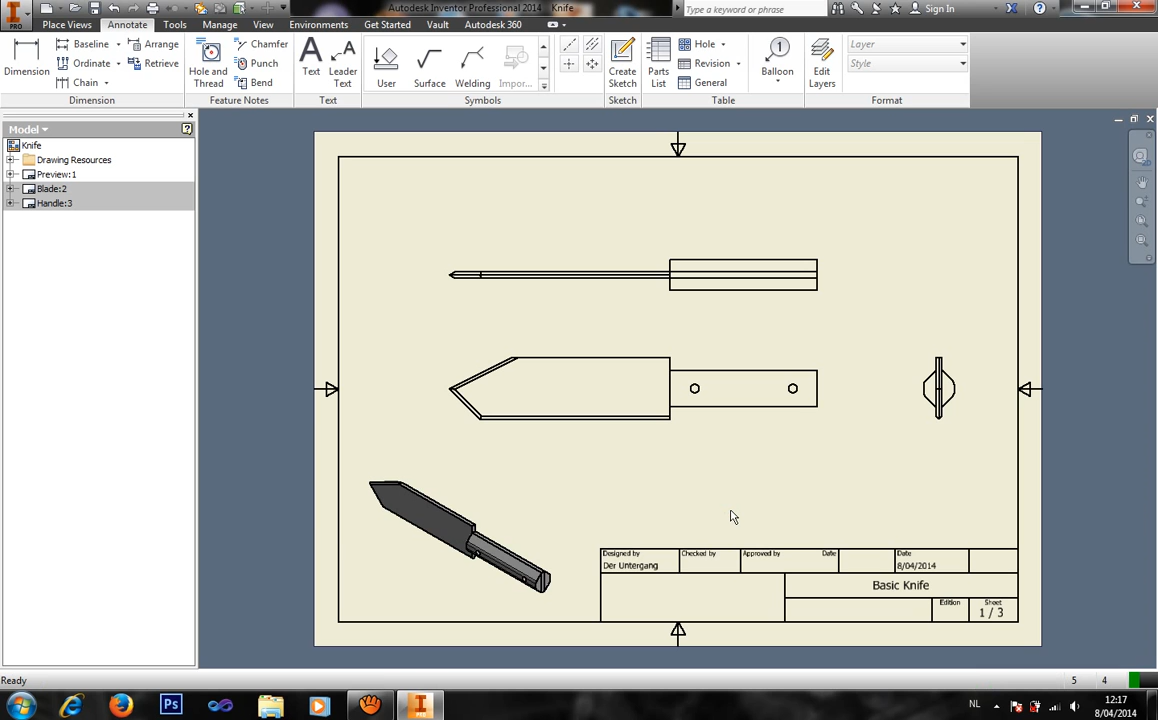 Autodesk Inventor Professional 2014 Knife
Type a keyword or phrase
Sign In
PRO
Place Views
Annotate
Tools
Manage
View
Environments
Get Started
Vault
Autodesk 360
Dimension
Baseline
Ordinate
Chain
Arrange
Retrieve
Dimension
Hole and
Thread
Chamfer
Punch
Bend
Feature Notes
Text
Leader
Text
Text
User
Surface
Welding
Impor...
Symbols
Create
Sketch
Sketch
Parts
List
Hole
Revision
General
Table
1
Balloon
Edit
Layers
Layer
Style
Format
Model
Knife
Drawing Resources
Preview:1
Blade:2
Handle:3
Designed by
Der Untergang
Checked by
Approved by
Date
Date
8/04/2014
Basic Knife
Edition
Sheet
1 / 3
Ready
5
4
Ps
PRO
NL
12:17
8/04/2014